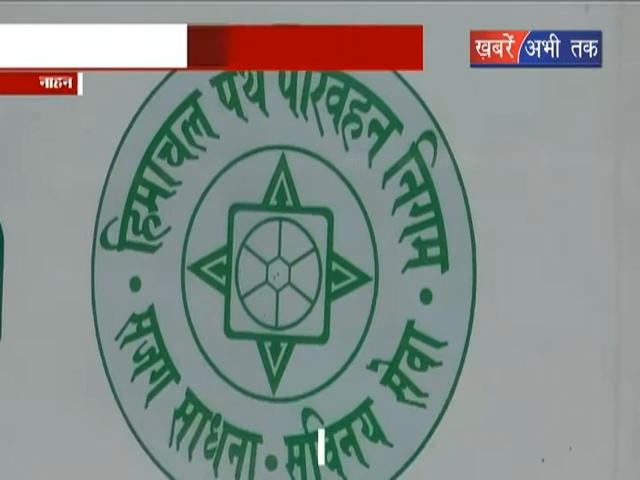 ख़बरें अभी तक
नाहन
हिमाचल पथ परिवहन निगम
सजग साधना • सविनय सेवा